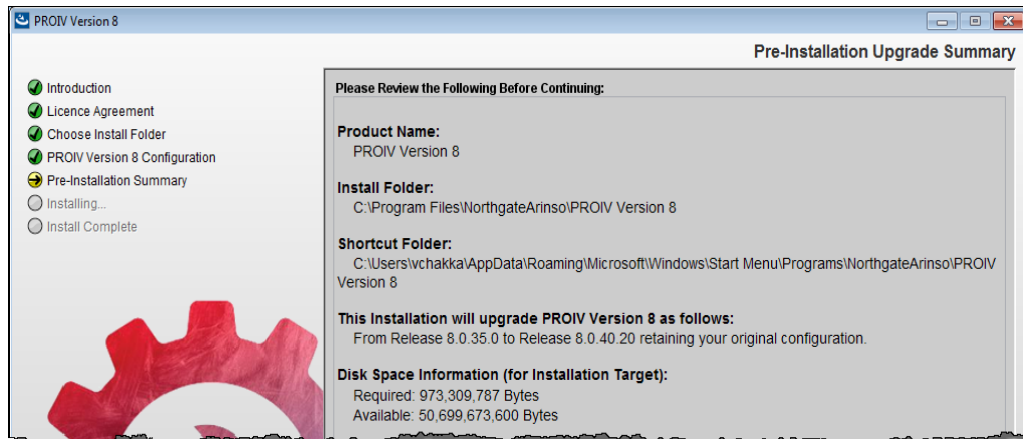 PROIV Version 8
Pre-Installation Upgrade Summary
Introduction
Licence Agreement
Choose Install Folder
PROIV Version 8 Configuration
Pre-Installation Summary
Installing...
Install Complete
Please Review the Following Before Continuing:
Product Name:
PROIV Version 8
Install Folder:
C:\Program Files\NorthgateArinso\PROIV Version 8
Shortcut Folder:
C:\Users\vchakka\AppData\Roaming\Microsoft\Windows\Start Menu\Programs\NorthgateArinso\PROIV
Version 8
This Installation will upgrade PROIV Version 8 as follows:
From Release 8.0.35.0 to Release 8.0.40.20 retaining your original configuration.
Disk Space Information (for Installation Target):
Required: 973,309,787 Bytes
Available: 50,699,673,600 Bytes